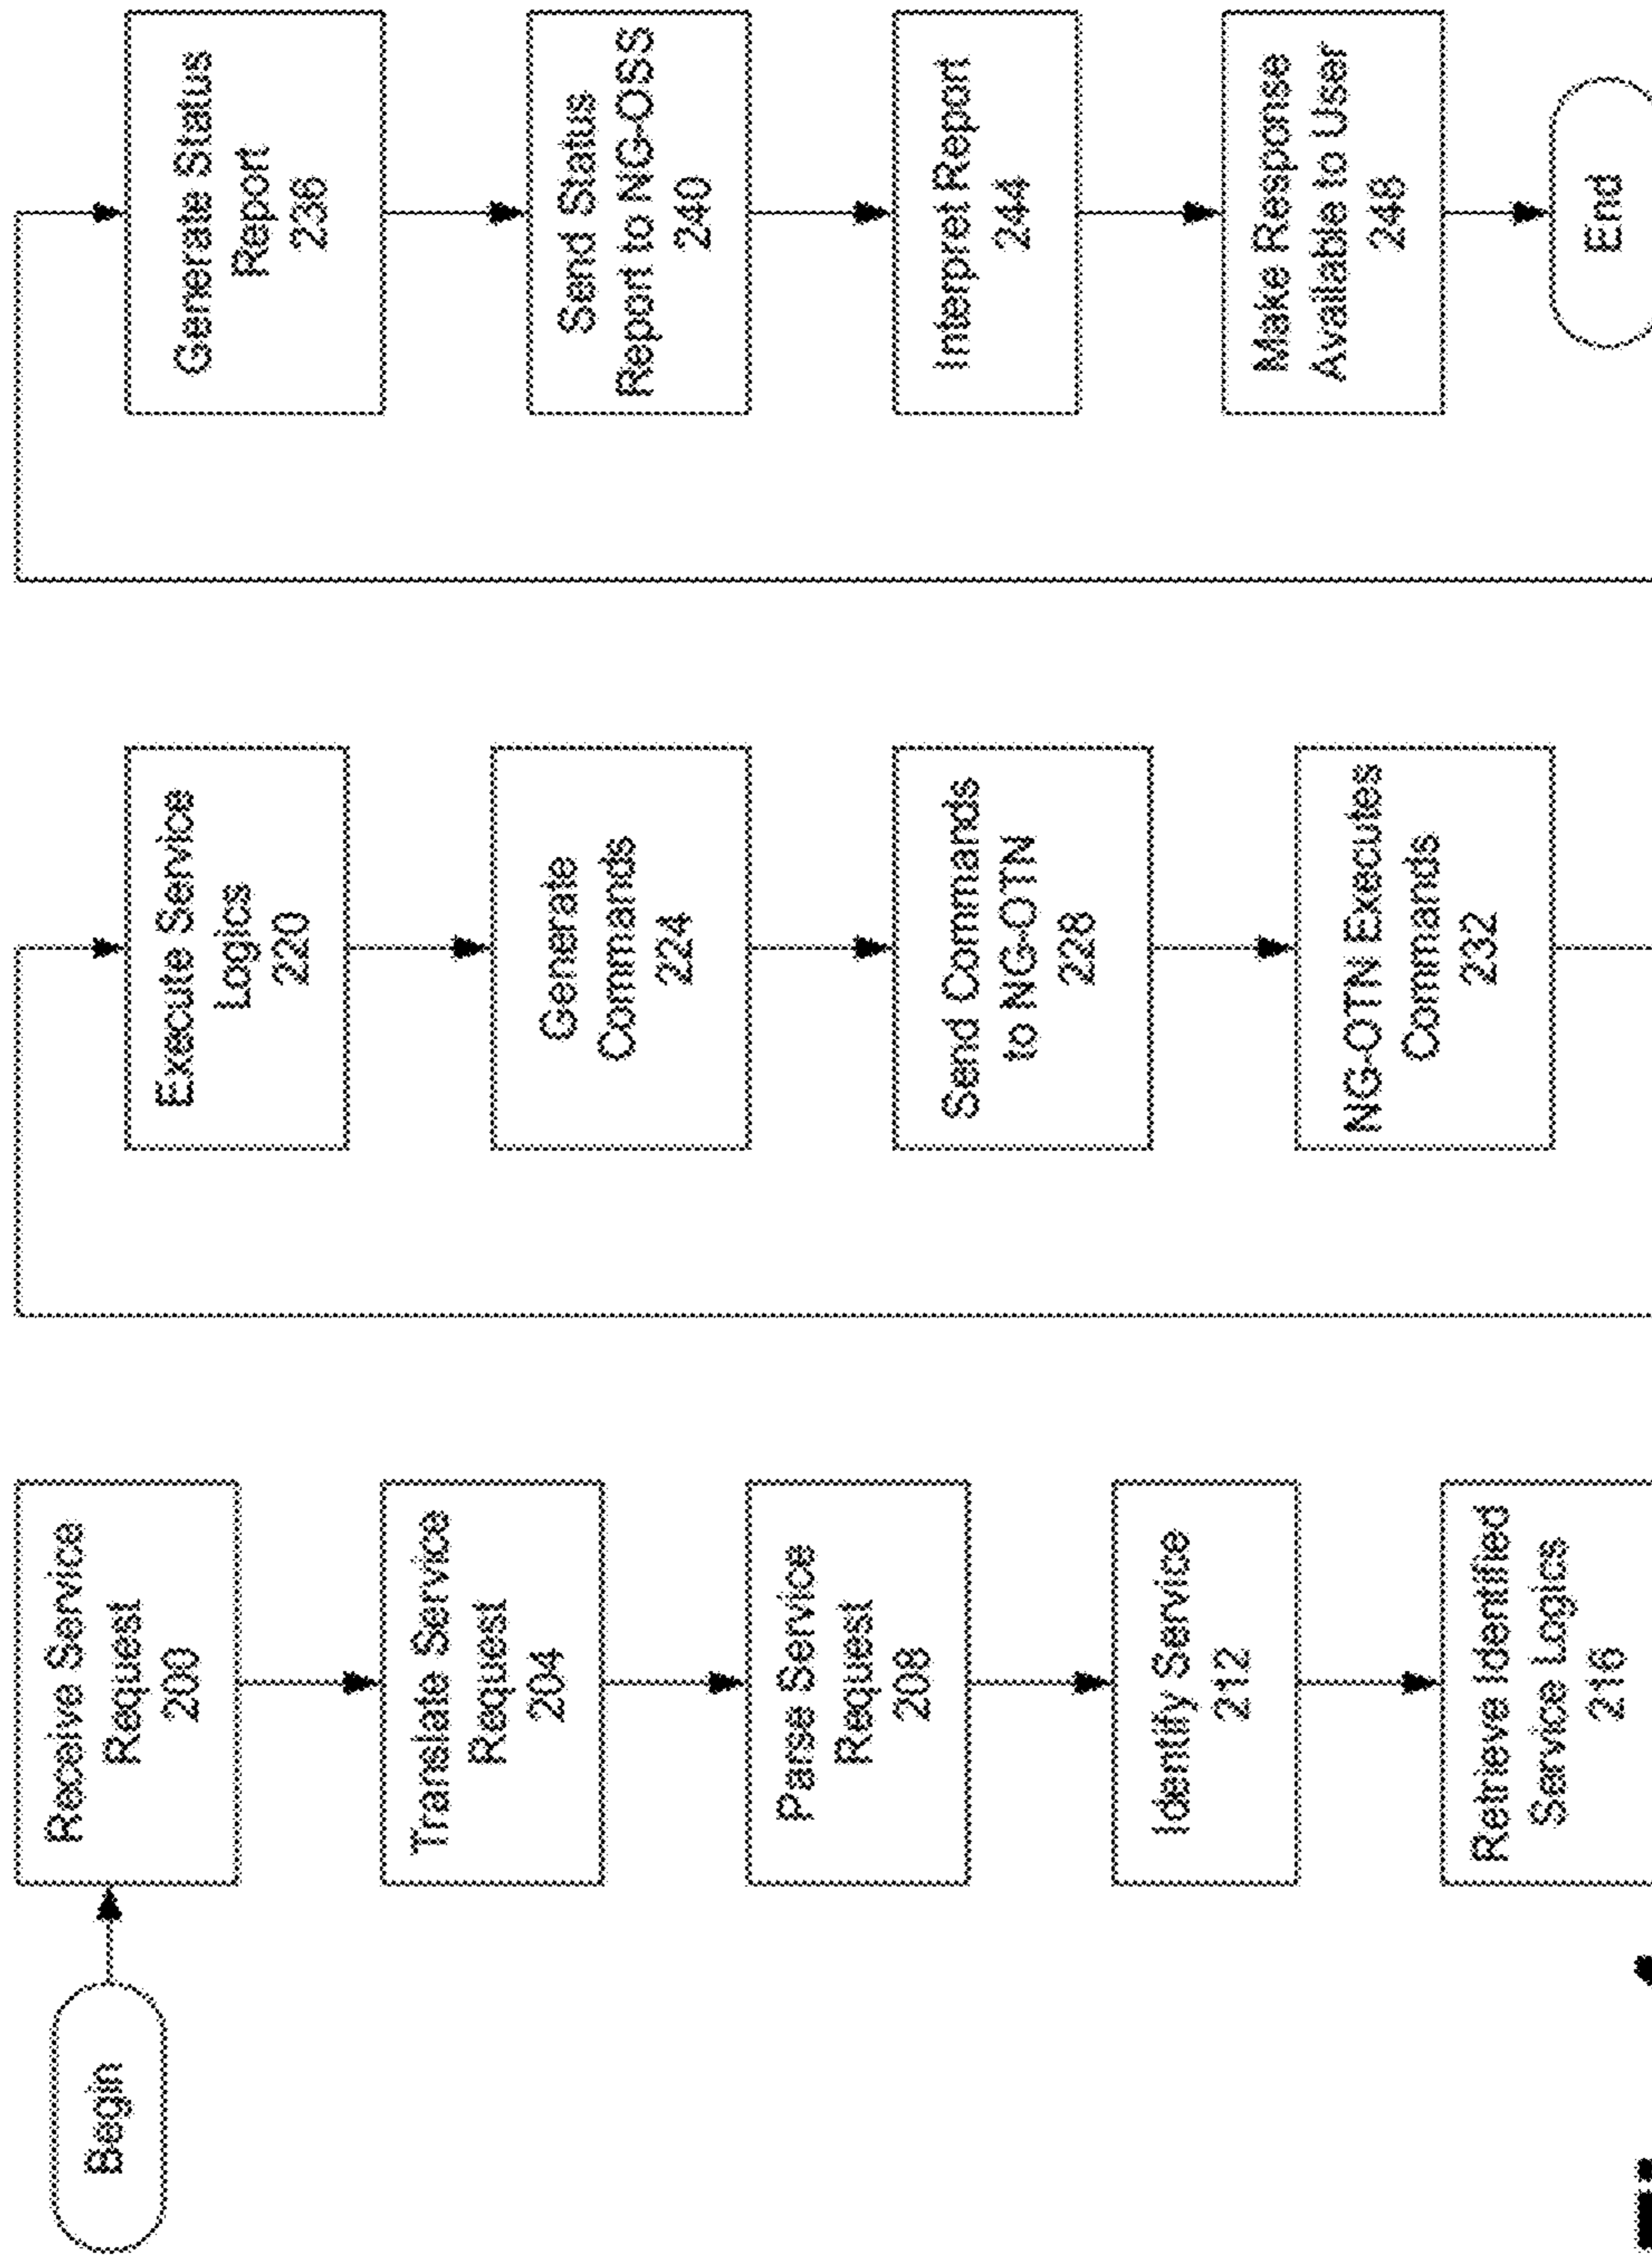 Begin
Receive Service
Request
200
Translate Service
Request
204
Parse Service
Request
208
Identify Service
212
Retrieve Identified
Service Logics
216
Execute Service
Logics
220
Generate
Commands
224
Send Commands
to NG-OTN
228
NG-OTN Executes
Commands
232
Generate Status
Report
236
Send Status
Report to NG-OSS
240
Interpret Report
244
Make Response
Available to User
248
End